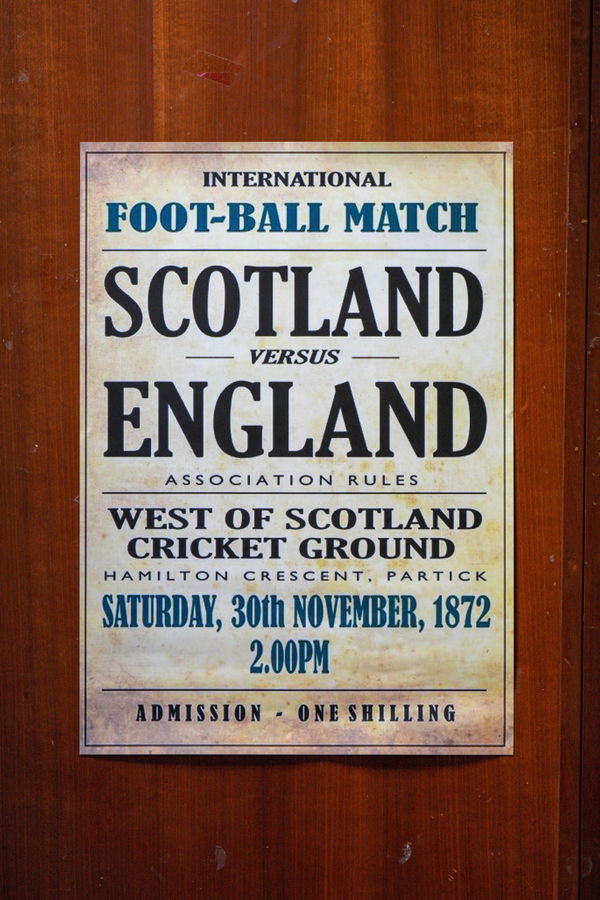 INTERNATIONAL
FOOT-BALL MATCH
SCOTLAND
VERSUS
ENGLAND
ASSOCIATION RULES
WEST OF SCOTLAND
CRICKET GROUND
HAMILTON CRESCENT, PARTICK
SATURDAY, 30th NOVEMBER, 1872
2.00PM
ADMISSION - ONE SHILLING